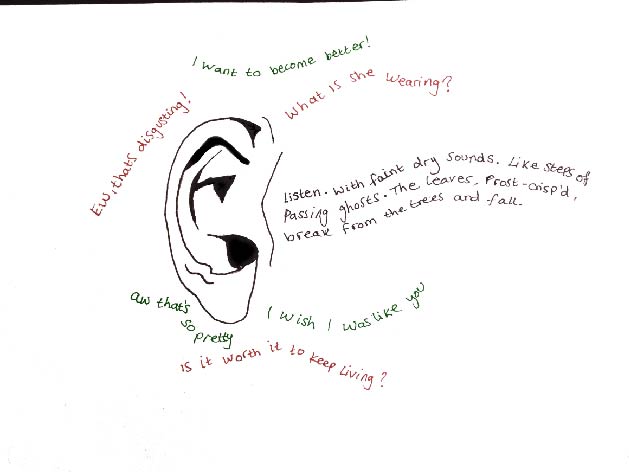 I want to become better!
What is she wearing?
Ew, that's disgusting!
Listen. With faint dry sounds. Like steps of
Passing ghosts. The leaves, Frost-crisp'd,
break from the trees and fall.
aw that's
so
pretty
I wish I was like you
Is it worth it to keep living?